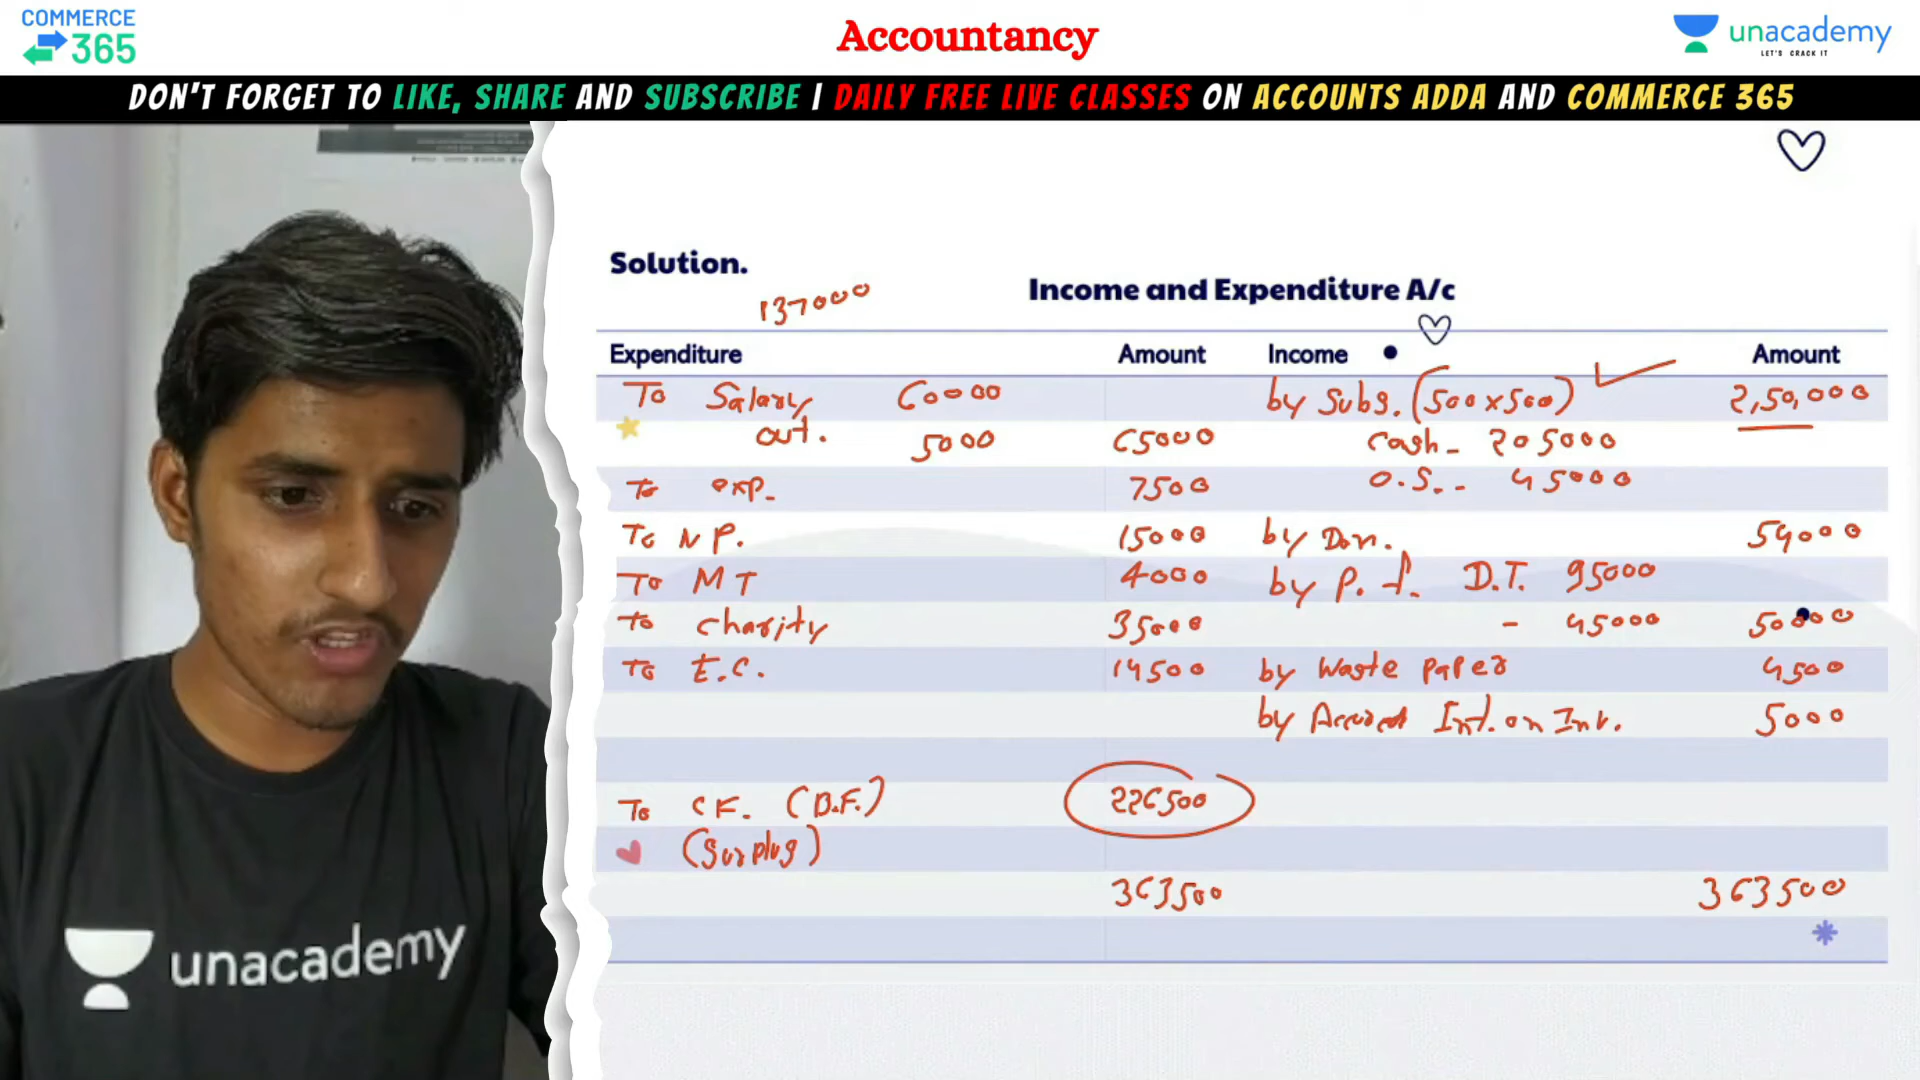 COMMERCE
365
Accountancy
unacademy
LET'S CRACK IT
DON'T FORGET TO LIKE, SHARE AND SUBSCRIBE | DAILY FREE LIVE CLASSES ON ACCOUNTS ADDA AND COMMERCE 365
Solution.
137000
Income and Expenditure A/c
Expenditure Amount Income Amount
To Salary 60000 by Subs. (500x500) 2,50,000
out. 5000 65000 cash - 205000
To exp. 7500 O.S. - 45000
To N P. 15000 by Don. 54000
To M T 4000 by P. f. D.T. 95000
to charity 35000 - 45000 50000
To E.C. 14500 by Waste paper 4500
by Accrued Int. on Inv. 5000
To CF. (B.F.) 226500
(Surplus)
363500 363500
unacademy